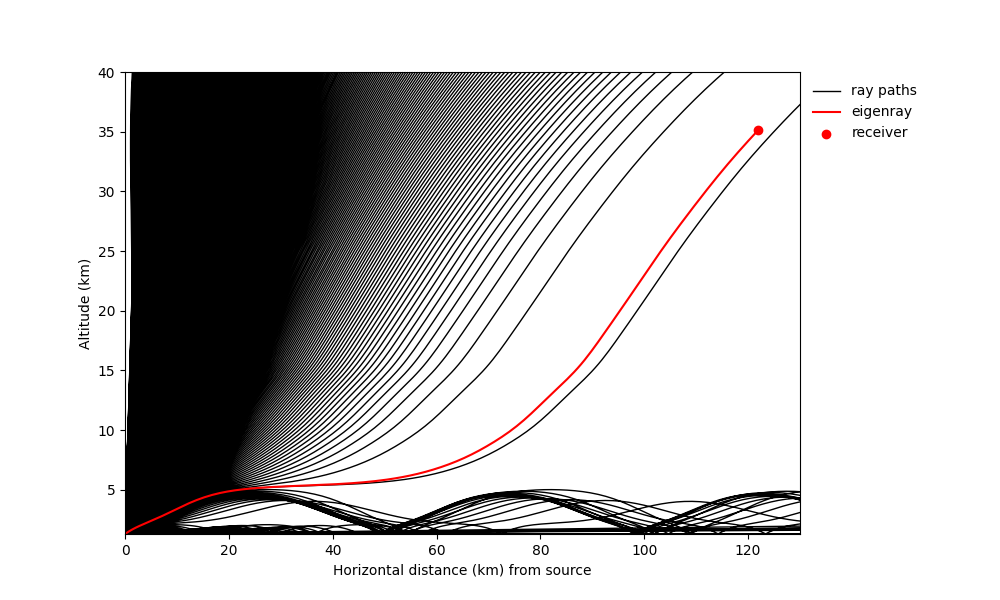 40
35
30
25
20
15
10
5
Altitude (km)
0 20 40 60 80 100 120
Horizontal distance (km) from source
ray paths
eigenray
receiver